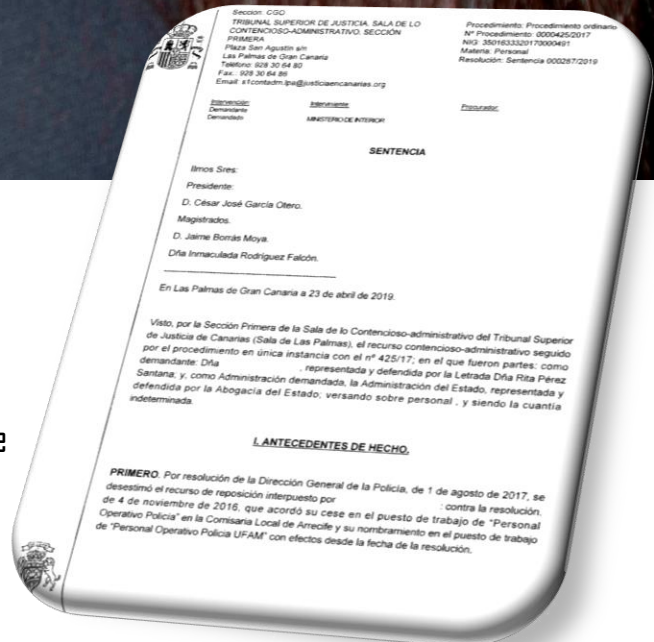 Sección: CGO
TRIBUNAL SUPERIOR DE JUSTICIA. SALA DE LO
CONTENCIOSO-ADMINISTRATIVO. SECCIÓN
PRIMERA
Plaza San Agustín s/n
Las Palmas de Gran Canaria
Teléfono: 928 30 64 80
Fax.: 928 30 64 86
Email: s1contadm.lpa@justiciaencanarias.org
Procedimiento: Procedimiento ordinario
Nº Procedimiento: 0000425/2017
NIG: 3501633320170000491
Materia: Personal
Resolución: Sentencia 000287/2019
Intervención: Interviniente: Procurador:
Demandante
Demandado MINISTERIO DE INTERIOR
SENTENCIA
Ilmos Sres:
Presidente:
D. César José García Otero.
Magistrados.
D. Jaime Borrás Moya.
Dña Inmaculada Rodríguez Falcón.
En Las Palmas de Gran Canaria a 23 de abril de 2019.
Visto, por la Sección Primera de la Sala de lo Contencioso-administrativo del Tribunal Superior
de Justicia de Canarias (Sala de Las Palmas), el recurso contencioso-administrativo seguido
por el procedimiento en única instancia con el nº 425/17; en el que fueron partes: como
demandante: Dña , representada y defendida por la Letrada Dña Rita Pérez
Santana; y, como Administración demandada, la Administración del Estado, representada y
defendida por la Abogacía del Estado; versando sobre personal , y siendo la cuantía
indeterminada.
I. ANTECEDENTES DE HECHO.
PRIMERO. Por resolución de la Dirección General de la Policía, de 1 de agosto de 2017, se
desestimó el recurso de reposición interpuesto por : contra la resolución.
de 4 de noviembre de 2016, que acordó su cese en el puesto de trabajo de "Personal
Operativo Policía" en la Comisaria Local de Arrecife y su nombramiento en el puesto de trabajo
de "Personal Operativo Policía UFAM" con efectos desde la fecha de la resolución.
e